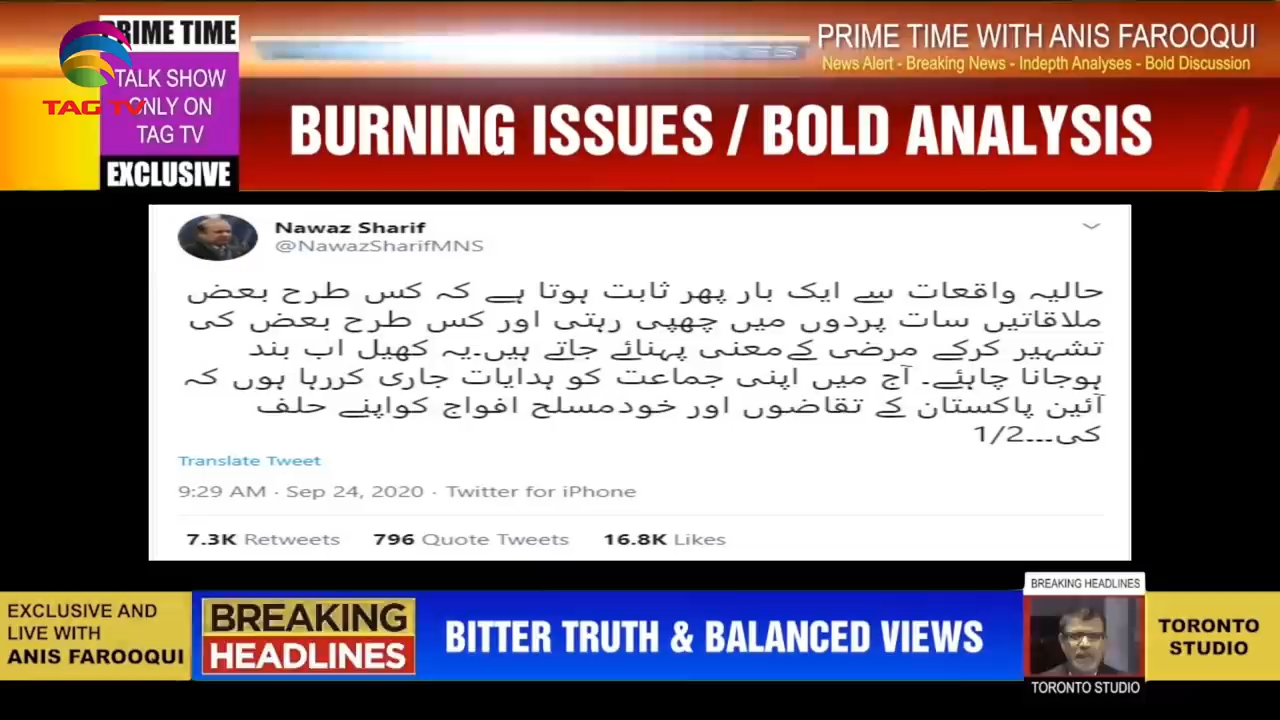 PRIME TIME
TALK SHOW
ONLY ON
TAG TV
EXCLUSIVE
TAG TV
PRIME TIME WITH ANIS FAROOQUI
News Alert - Breaking News - Indepth Analyses - Bold Discussion
BURNING ISSUES / BOLD ANALYSIS
Nawaz Sharif
@NawazSharifMNS
حالیہ واقعات سے ایک بار پھر ثابت ہوتا ہے کہ کس طرح بعض
ملاقاتیں سات پردوں میں چھپی رہتی اور کس طرح بعض کی
تشہیر کرکے مرضی کےمعنی پہنائے جاتے ہیں۔یہ کھیل اب بند
ہوجانا چاہئے۔ آج میں اپنی جماعت کو ہدایات جاری کررہا ہوں کہ
آئین پاکستان کے تقاضوں اور خودمسلح افواج کواپنے حلف
کی...1/2
Translate Tweet
9:29 AM · Sep 24, 2020 · Twitter for iPhone
7.3K Retweets 796 Quote Tweets 16.8K Likes
EXCLUSIVE AND
LIVE WITH
ANIS FAROOQUI
BREAKING
HEADLINES
BITTER TRUTH & BALANCED VIEWS
BREAKING HEADLINES
TORONTO STUDIO
TORONTO
STUDIO